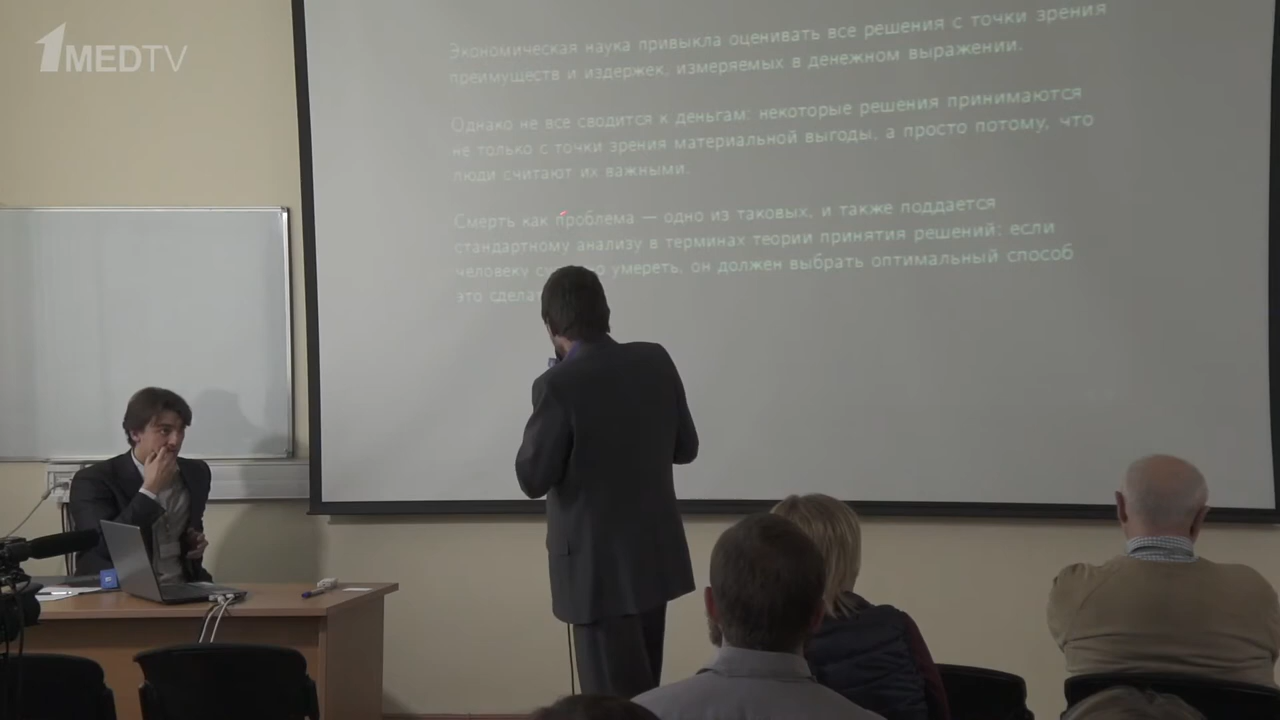 1MEDTV
Экономическая наука привыкла оценивать все решения с точки зрения
преимуществ и издержек, измеряемых в денежном выражении.
Однако не все сводится к деньгам: некоторые решения принимаются
не только с точки зрения материальной выгоды, а просто потому, что
люди считают их важными.
Смерть как проблема — одно из таковых, и также поддается
стандартному анализу в терминах теории принятия решений: если
человеку умереть, он должен выбрать оптимальный способ
это